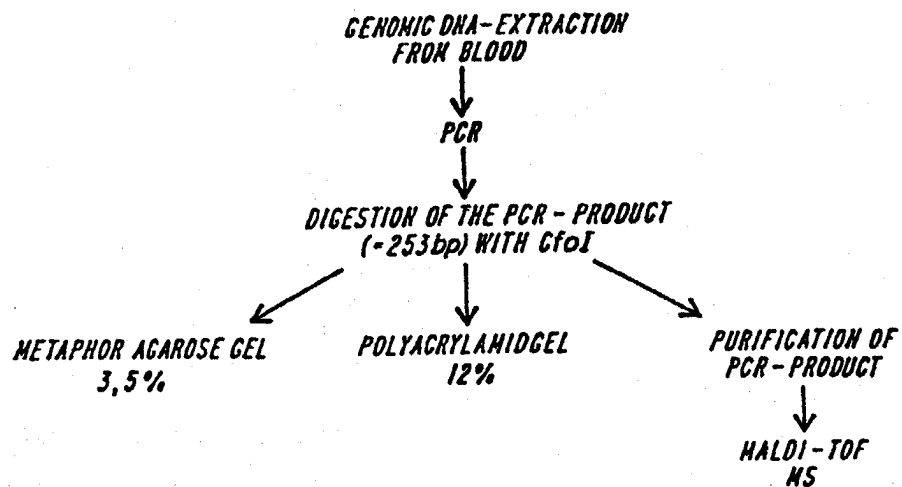 GENOMIC DNA-EXTRACTION
FROM BLOOD
PCR
DIGESTION OF THE PCR-PRODUCT
(=253bp) WITH CfoI
METAPHOR AGAROSE GEL
3,5%
POLYACRYLAMIDGEL
12%
PURIFICATION OF
PCR-PRODUCT
MALDI-TOF
MS